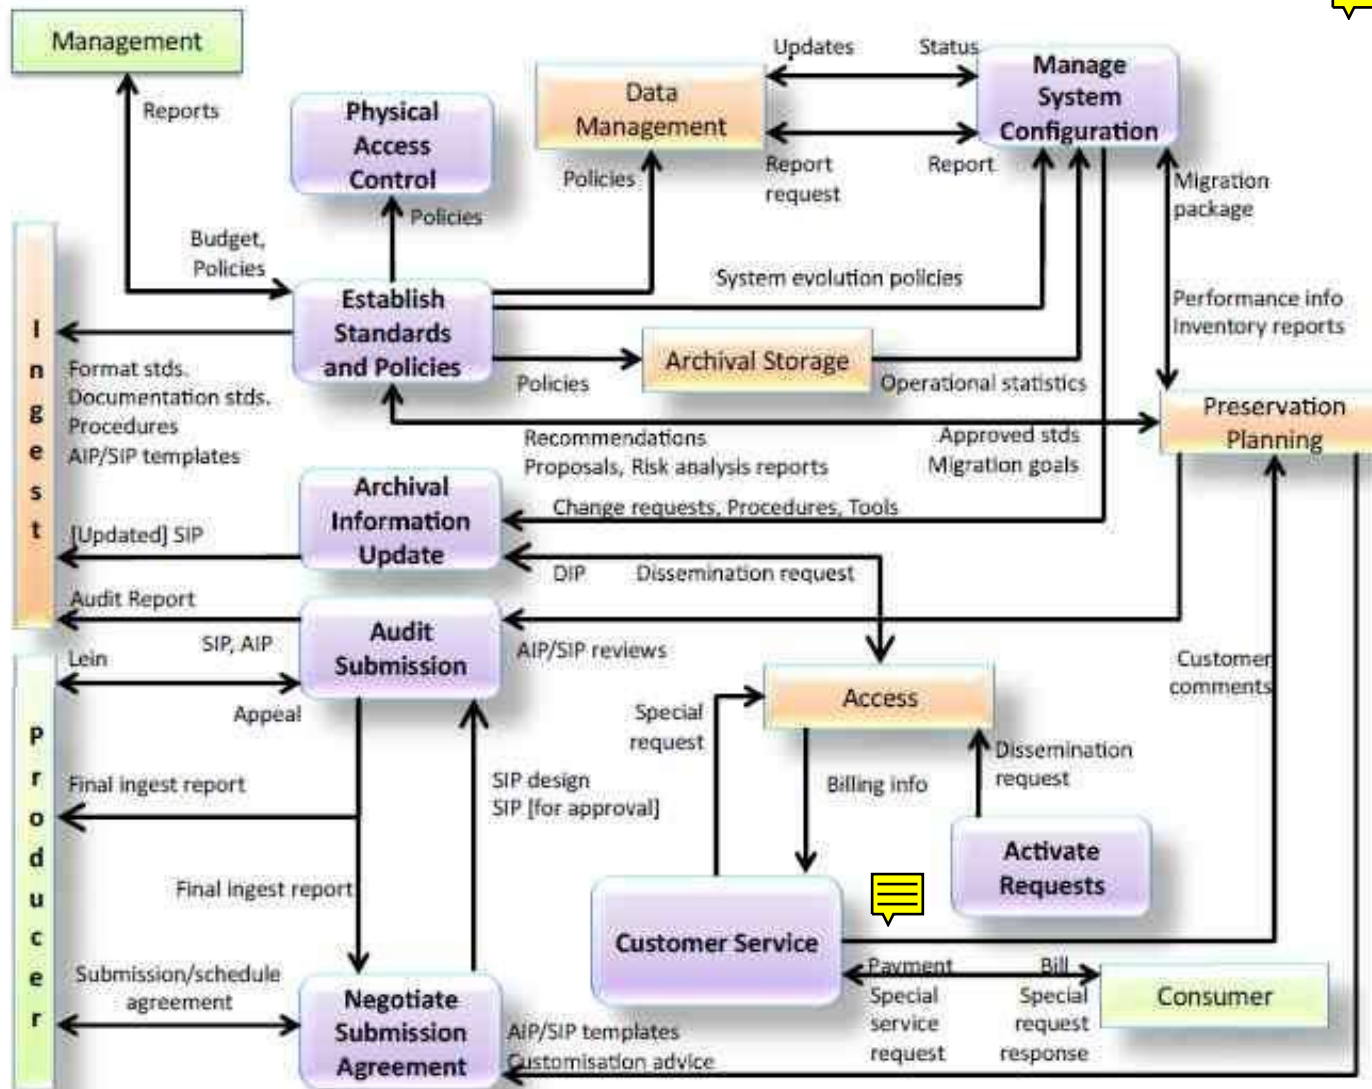 Management
Reports
Physical
Access
Control
Policies
Data
Management
Updates
Status
Report
request
Report
Manage
System
Configuration
Policies
Migration
package
Budget,
Policies
System evolution policies
Establish
Standards
and Policies
Performance info
Inventory reports
Ingest
Format stds.
Documentation stds.
Procedures
AIP/SIP templates
Policies
Archival Storage
Operational statistics
Preservation
Planning
Recommendations
Proposals, Risk analysis reports
Approved stds
Migration goals
Archival
Information
Update
Change requests, Procedures, Tools
[Updated] SIP
DIP
Dissemination request
Audit Report
SIP, AIP
Audit
Submission
AIP/SIP reviews
Lein
Appeal
Customer
comments
Special
request
Access
Producer
Final ingest report
SIP design
SIP [for approval]
Billing info
Dissemination
request
Activate
Requests
Final ingest report
Customer Service
Submission/schedule
agreement
Negotiate
Submission
Agreement
AIP/SIP templates
Customisation advice
Payment
Special
service
request
Bill
Special
request
response
Consumer